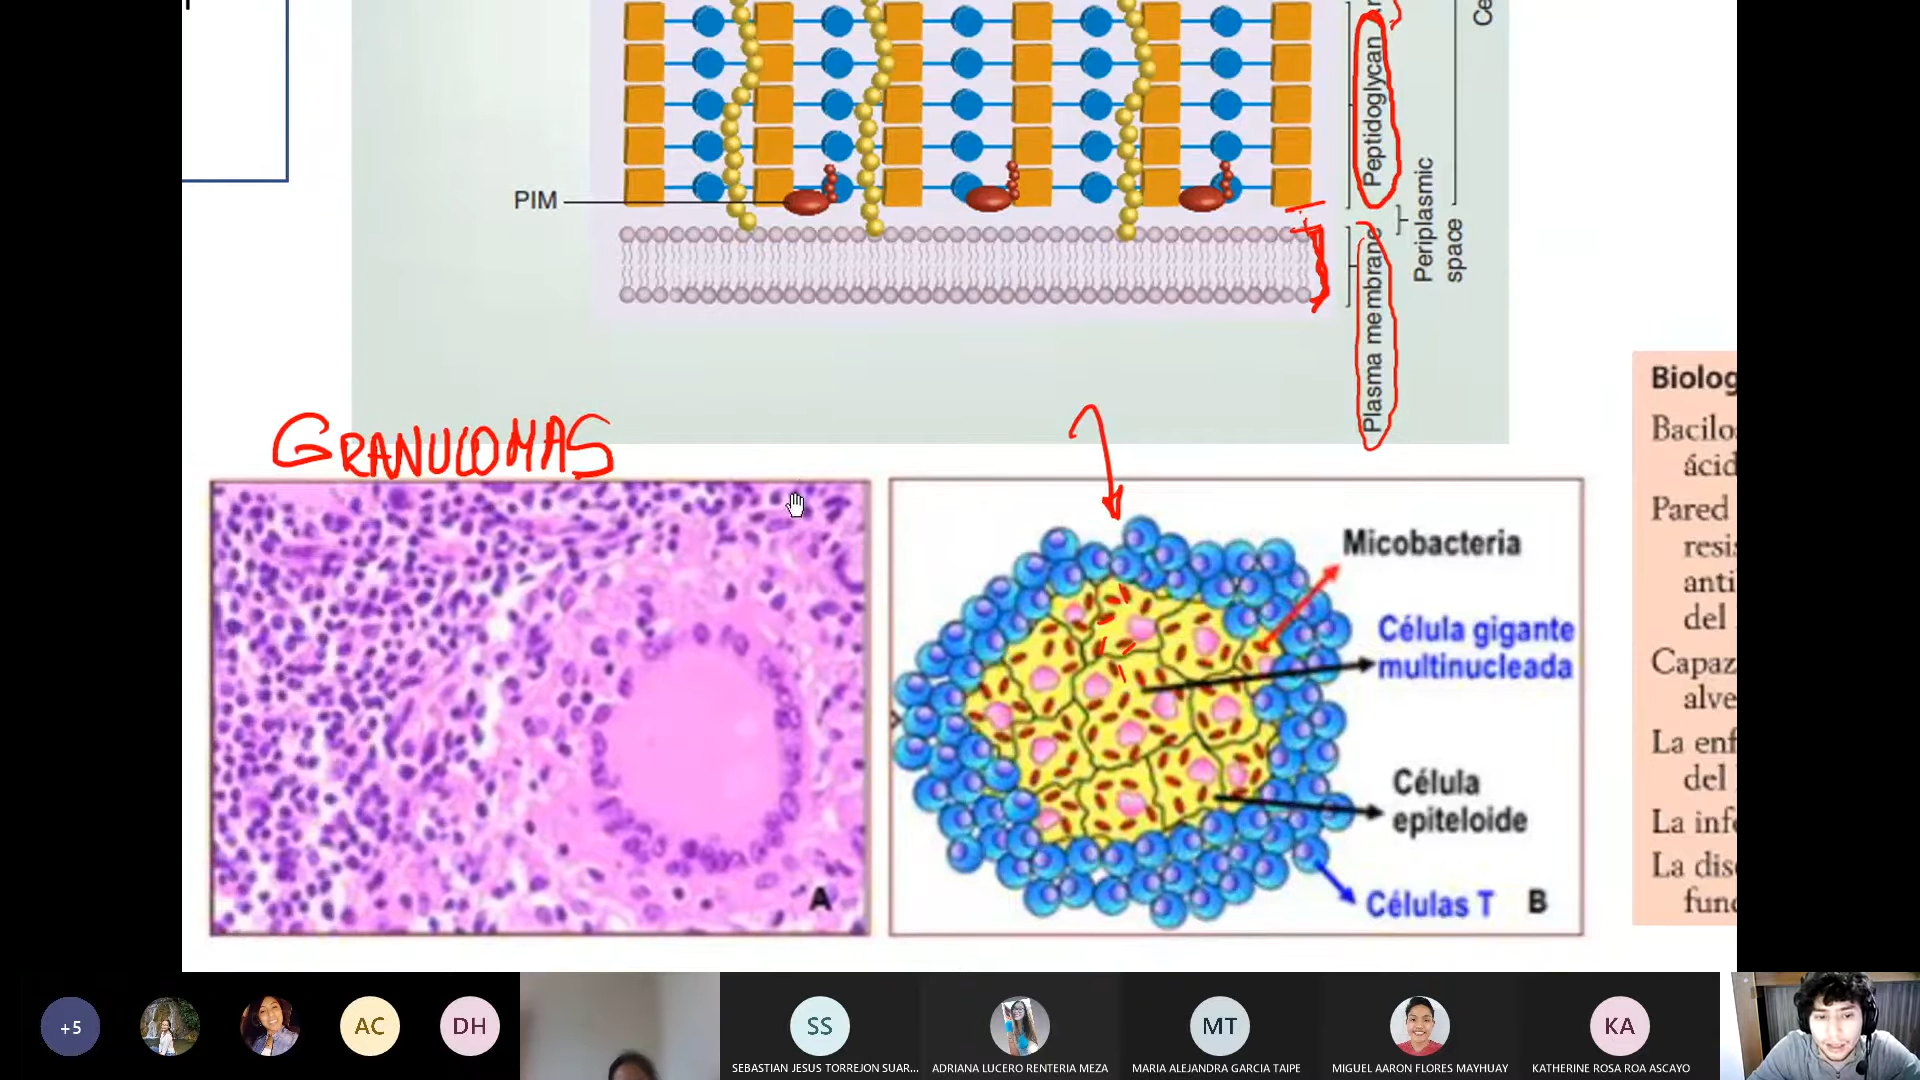 Peptidoglycan
Ce
PIM
Periplasmic
space
Plasma membrane
GRANULOMAS
Micobacteria
Célula gigante
multinucleada
Célula
epiteloide
Células T
A
B
Biolog
Bacilo
ácid
Pared
resi
anti
del
Capaz
alve
La enf
del
La infe
La dis
func
+5
AC
DH
SS
SEBASTIAN JESUS TORREJON SUAR...
ADRIANA LUCERO RENTERIA MEZA
MT
MARIA ALEJANDRA GARCIA TAIPE
MIGUEL AARON FLORES MAYHUAY
KA
KATHERINE ROSA ROA ASCAYO